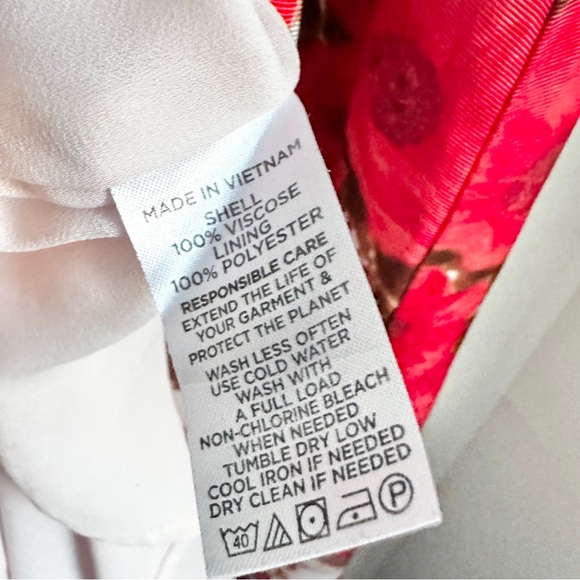 MADE IN VIETNAM
SHELL
100% VISCOSE
LINING
100% POLYESTER
RESPONSIBLE CARE
EXTEND THE LIFE OF
YOUR GARMENT &
PROTECT THE PLANET
WASH LESS OFTEN
USE COLD WATER
WASH WITH
A FULL LOAD
NON-CHLORINE BLEACH
WHEN NEEDED
TUMBLE DRY LOW
COOL IRON IF NEEDED
DRY CLEAN IF NEEDED
40 P